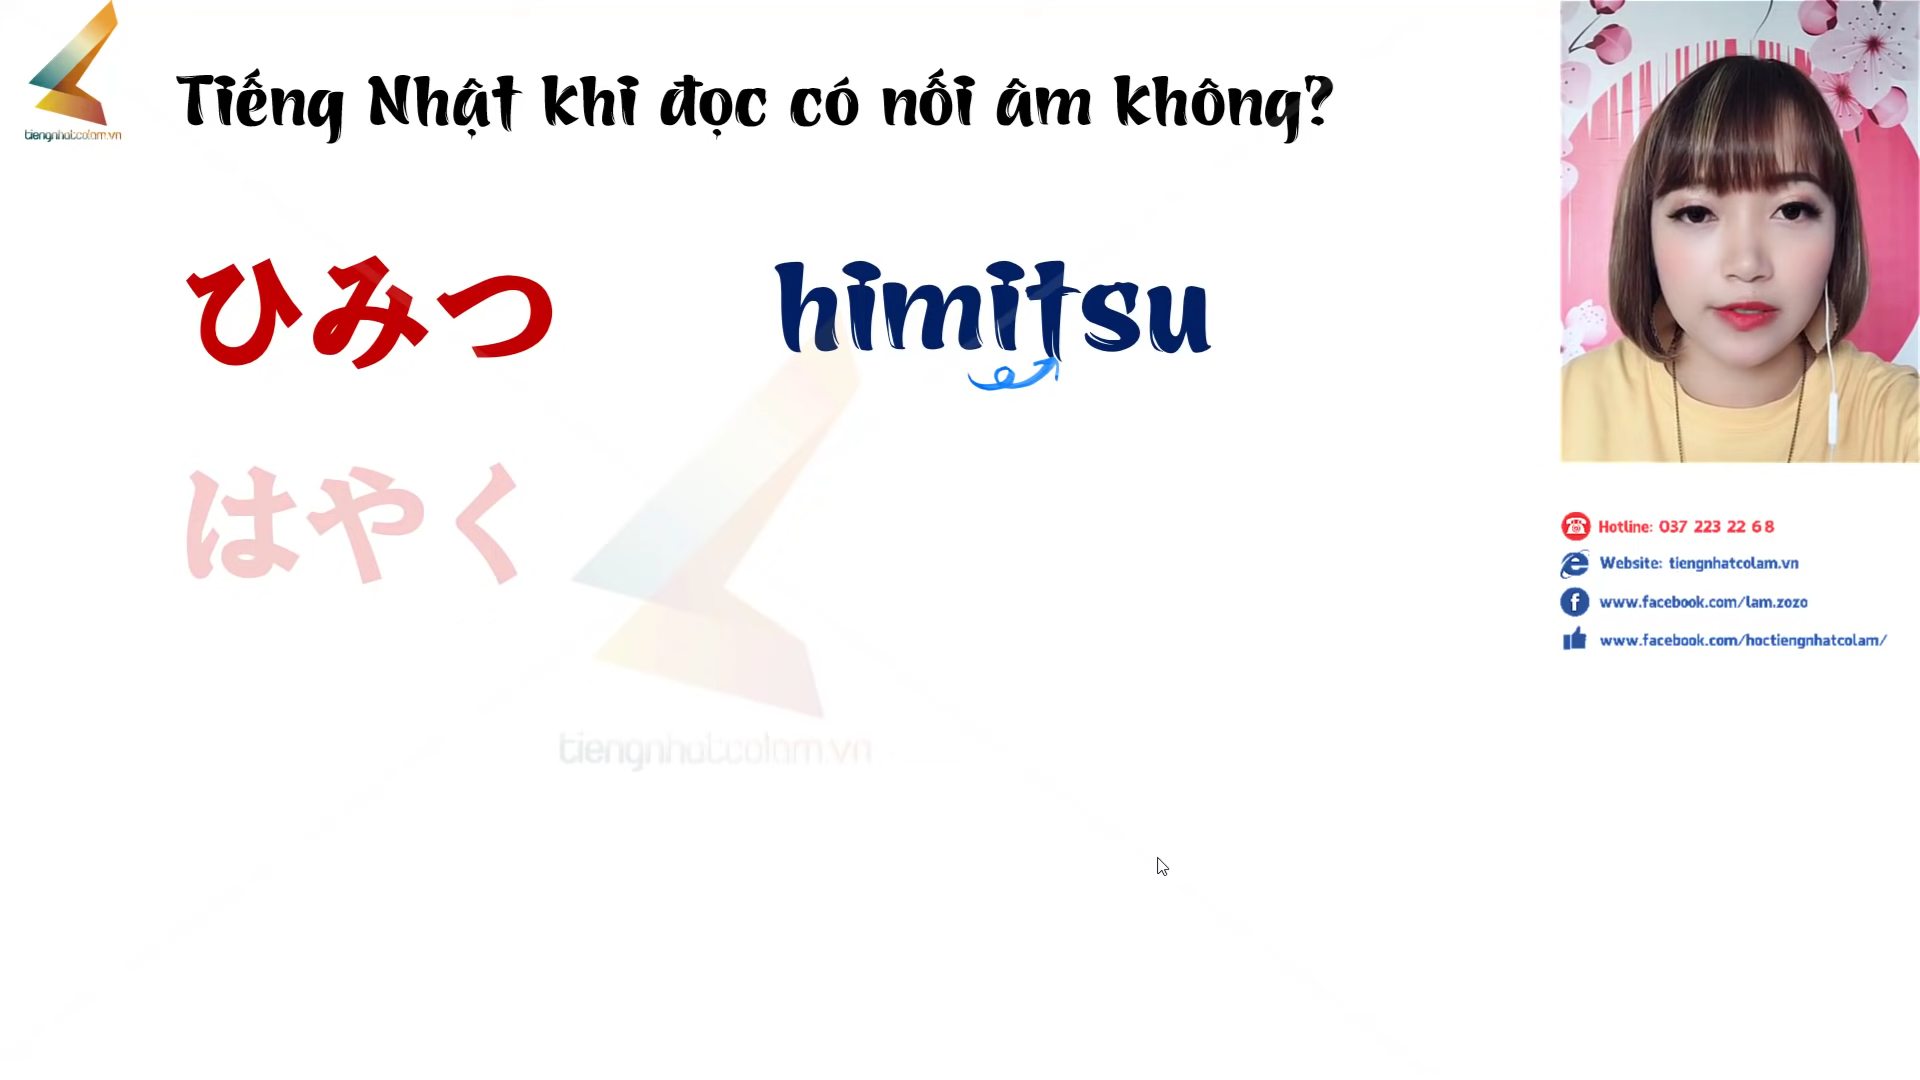 tiengnhatcolam.vn
Tiếng Nhật khi đọc có nối âm không?
ひみつ himitsu
はやく
tiengnhatcolam.vn
Hotline: 037 223 22 68
Website: tiengnhatcolam.vn
www.facebook.com/lam.zozo
www.facebook.com/hoctiengnhatcolam/